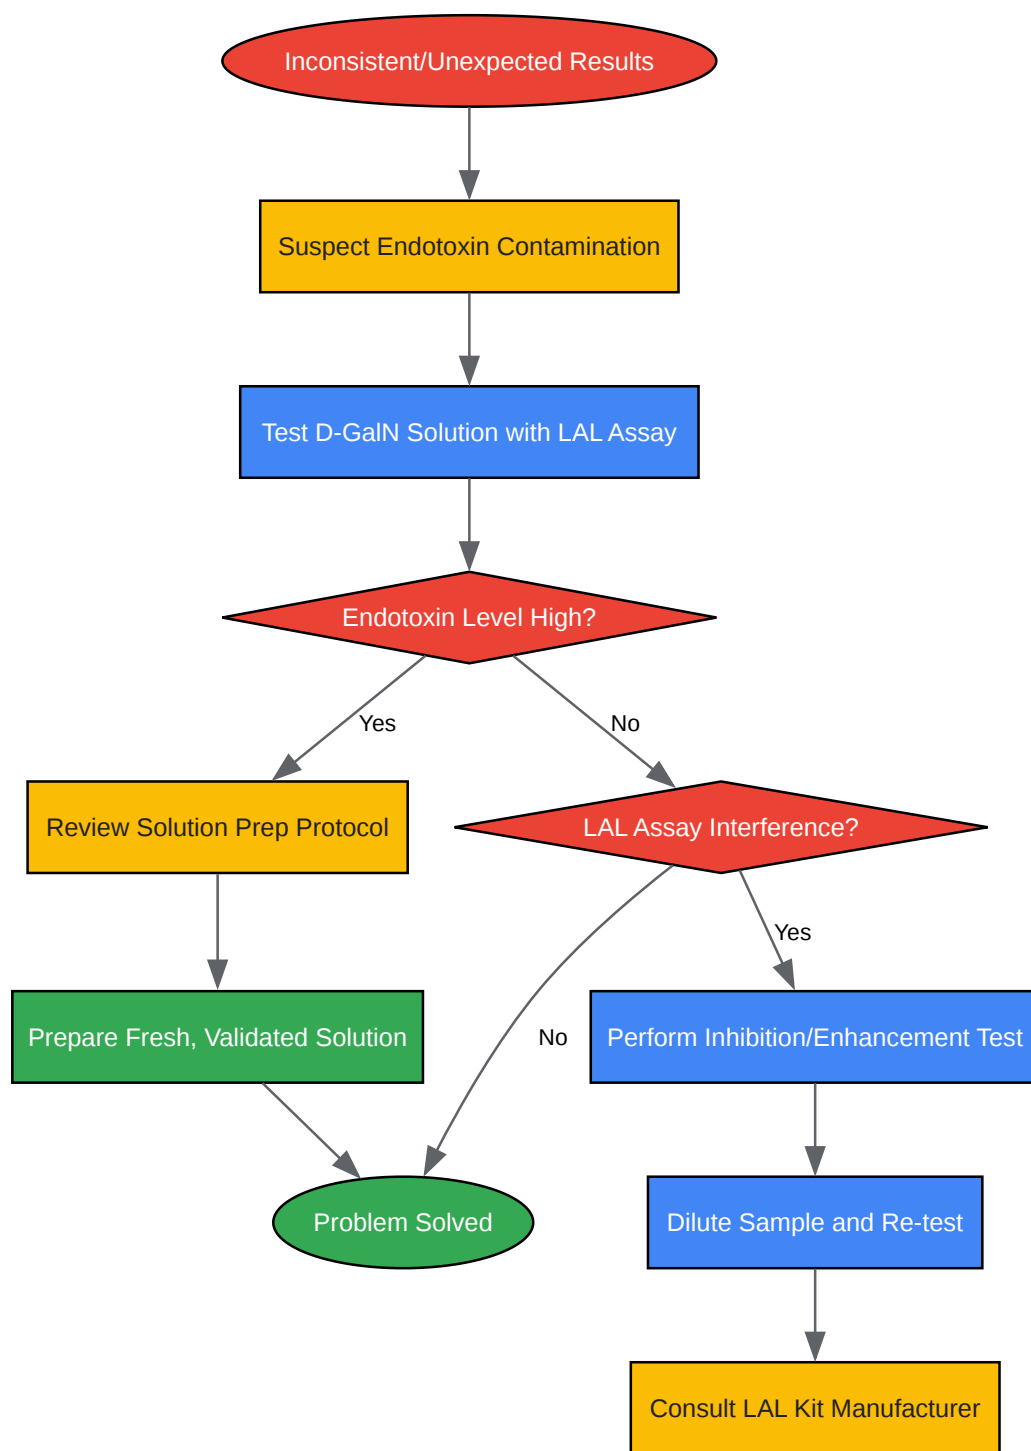 Inconsistent/Unexpected Results
Suspect Endotoxin Contamination
Test D-GalN Solution with LAL Assay
Endotoxin Level High?
Yes
No
Review Solution Prep Protocol
LAL Assay Interference?
Yes
Prepare Fresh, Validated Solution
No
Perform Inhibition/Enhancement Test
Problem Solved
Dilute Sample and Re-test
Consult LAL Kit Manufacturer